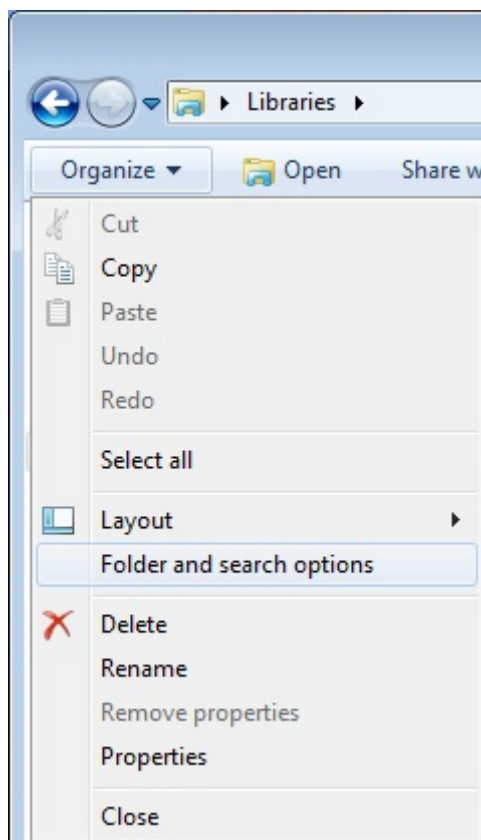 Libraries
Organize Open Share w
Cut
Copy
Paste
Undo
Redo
Select all
Layout
Folder and search options
Delete
Rename
Remove properties
Properties
Close